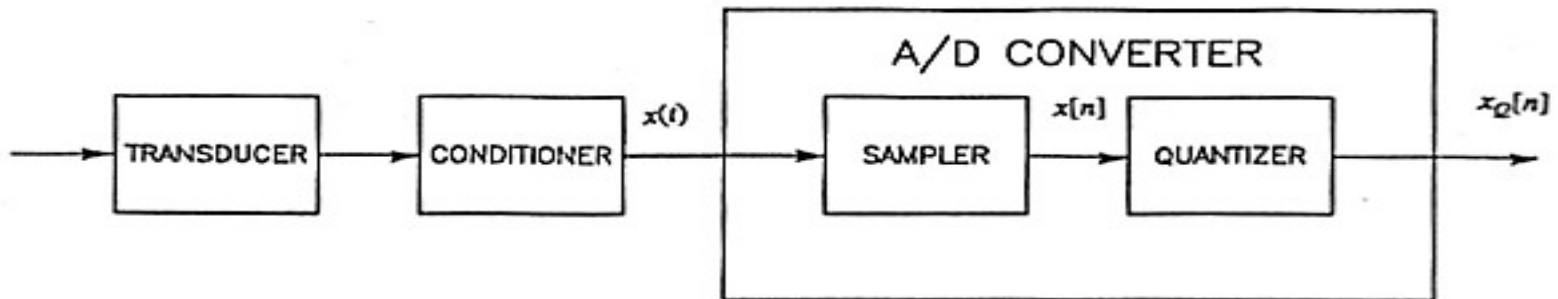 A/D CONVERTER
TRANSDUCER
CONDITIONER
x(t)
SAMPLER
x[n]
QUANTIZER
x_Q[n]